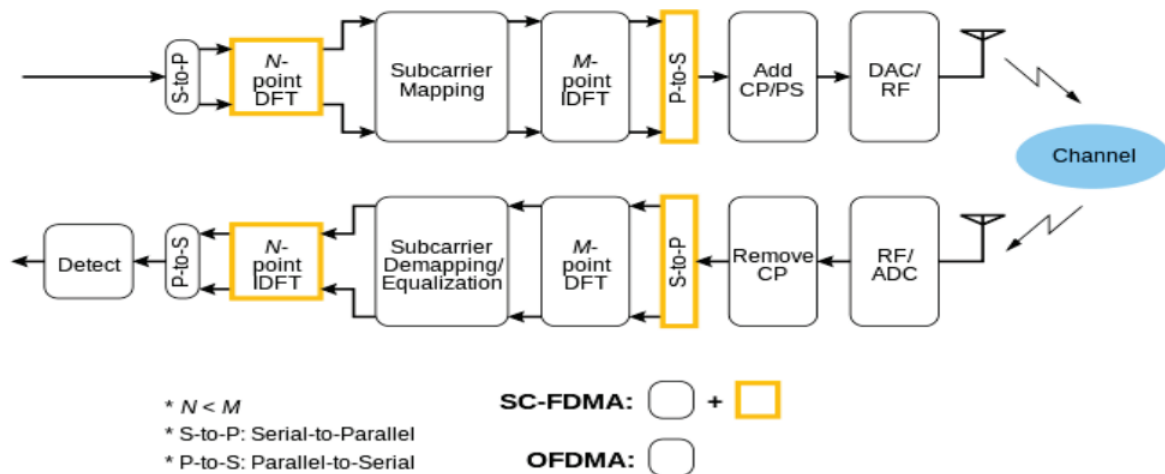 S-to-P
N-
point
DFT
Subcarrier
Mapping
M-
point
IDFT
P-to-S
Add
CP/PS
DAC/
RF
Channel
Detect
P-to-S
N-
point
IDFT
Subcarrier
Demapping/
Equalization
M-
point
DFT
S-to-P
Remove
CP
RF/
ADC
* N < M
* S-to-P: Serial-to-Parallel
* P-to-S: Parallel-to-Serial
SC-FDMA: +
OFDMA: